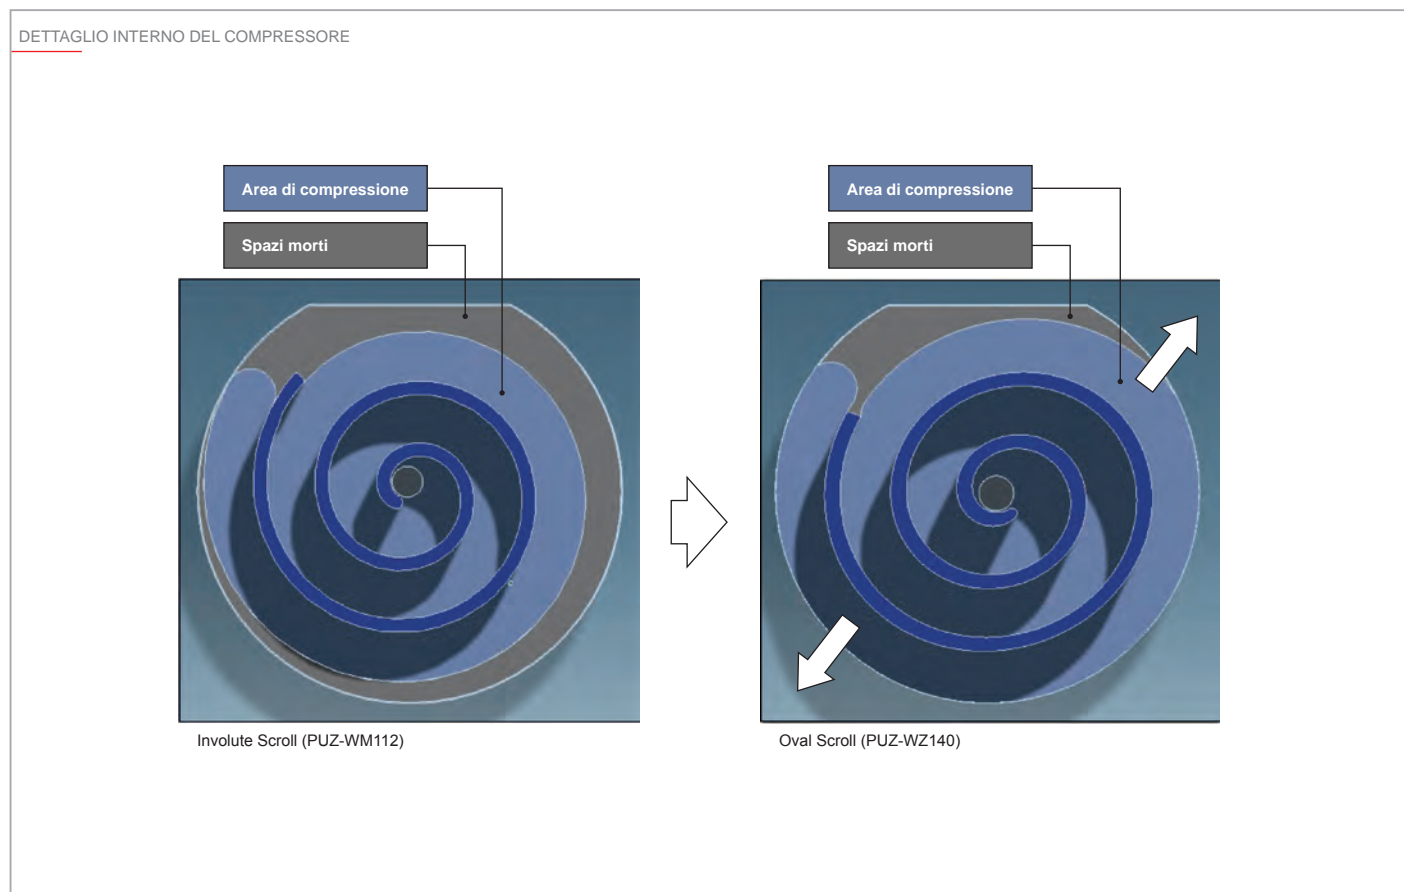 DETTAGLIO INTERNO DEL COMPRESSORE
Area di compressione
Spazi morti
Area di compressione
Spazi morti
Involute Scroll (PUZ-WM112)
Oval Scroll (PUZ-WZ140)